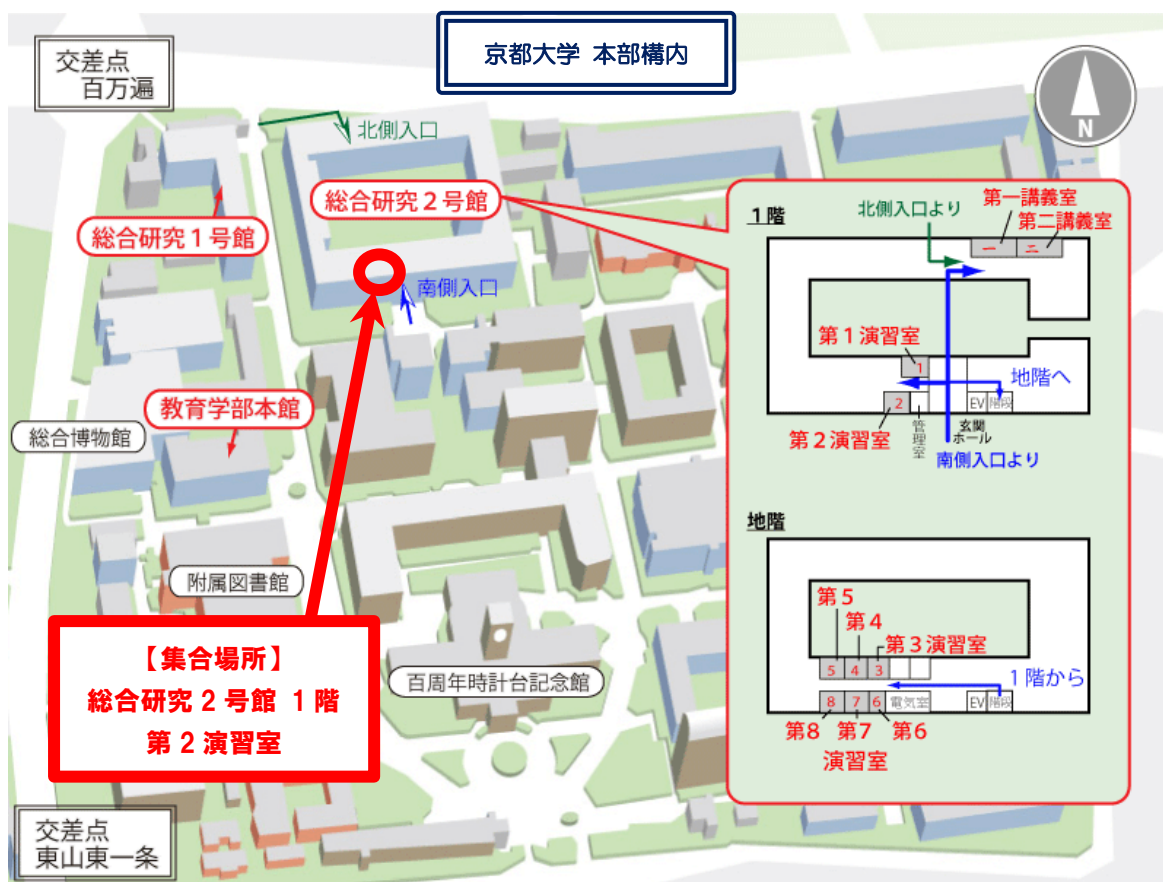 京都大学 本部構内
交差点
百万遍
N
北側入口
総合研究２号館
総合研究１号館
南側入口
教育学部本館
総合博物館
附属図書館
百周年時計台記念館
【集合場所】
総合研究２号館 １階
第２演習室
交差点
東山東一条
1階
北側入口より
第一講義室
第二講義室
一 二
第１演習室
1
地階へ
2
EV 階段
管理室
玄関
ホール
第２演習室
南側入口より
地階
第５
第４
第３演習室
5 4 3
１階から
8 7 6 電気室 EV 階段
第8 第7 第6
演習室